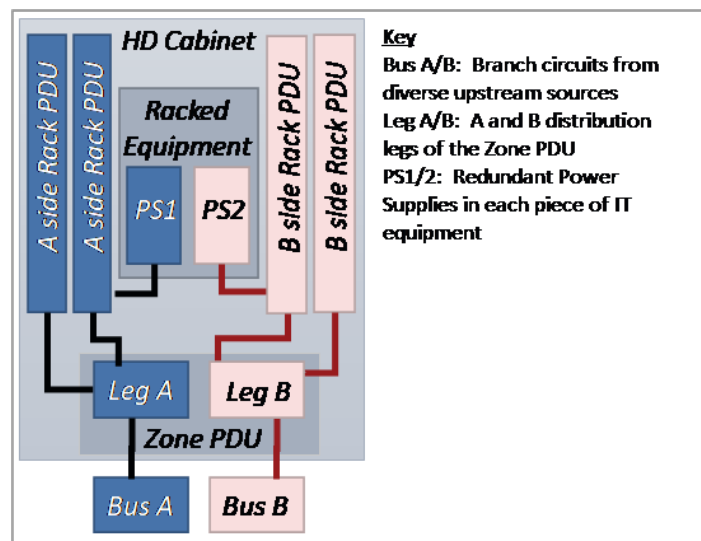 HD Cabinet
A side Rack PDU
A side Rack PDU
Racked
Equipment
PS1
PS2
B side Rack PDU
B side Rack PDU
Leg A
Leg B
Zone PDU
Bus A
Bus B
Key
Bus A/B: Branch circuits from
diverse upstream sources
Leg A/B: A and B distribution
legs of the Zone PDU
PS1/2: Redundant Power
Supplies in each piece of IT
equipment